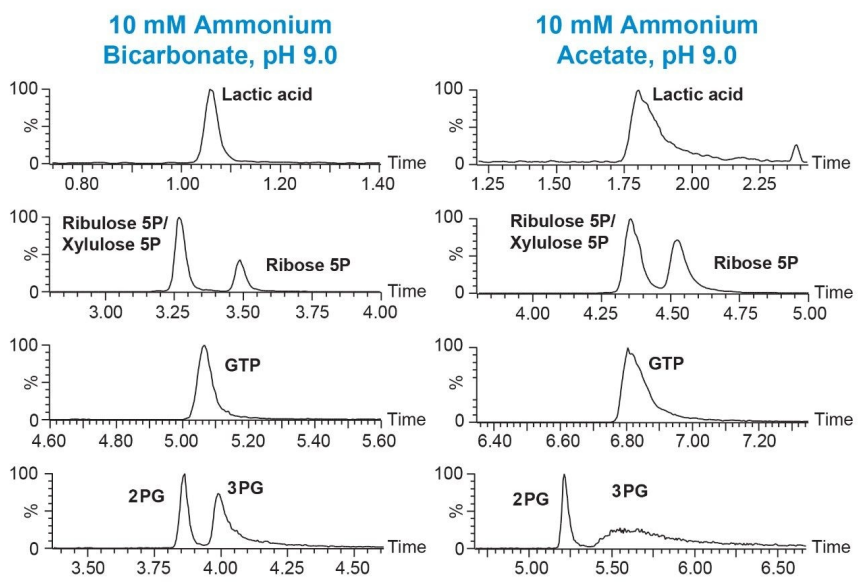 10 mM Ammonium
Bicarbonate, pH 9.0
100
%
0
Lactic acid
Time
0.80 1.00 1.20 1.40
100
%
0
Ribulose 5P/
Xylulose 5P
Ribose 5P
Time
3.00 3.25 3.50 3.75 4.00
100
%
0
GTP
Time
4.60 4.80 5.00 5.20 5.40 5.60
100
%
0
2PG
3PG
Time
3.50 3.75 4.00 4.25 4.50
10 mM Ammonium
Acetate, pH 9.0
100
%
0
Lactic acid
Time
1.25 1.50 1.75 2.00 2.25
100
%
0
Ribulose 5P/
Xylulose 5P
Ribose 5P
Time
4.00 4.25 4.50 4.75 5.00
100
%
0
GTP
Time
6.40 6.60 6.80 7.00 7.20
100
%
0
2PG
3PG
Time
5.00 5.50 6.00 6.50